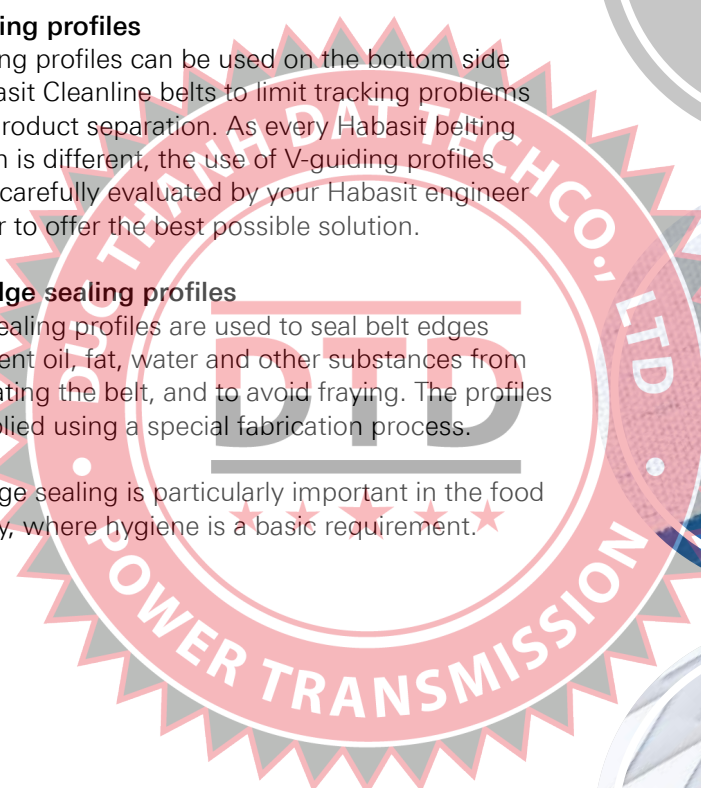 ing profiles
ng profiles can be used on the bottom side
asit Cleanline belts to limit tracking problems
roduct separation. As every Habasit belting
n is different, the use of V-guiding profiles
carefully evaluated by your Habasit engineer
r to offer the best possible solution.
dge sealing profiles
ealing profiles are used to seal belt edges
ent oil, fat, water and other substances from
ating the belt, and to avoid fraying. The profiles
plied using a special fabrication process.
ge sealing is particularly important in the food
y, where hygiene is a basic requirement.
DUC THANH DAT TECHCO., LTD
DTD
POWER TRANSMISSION